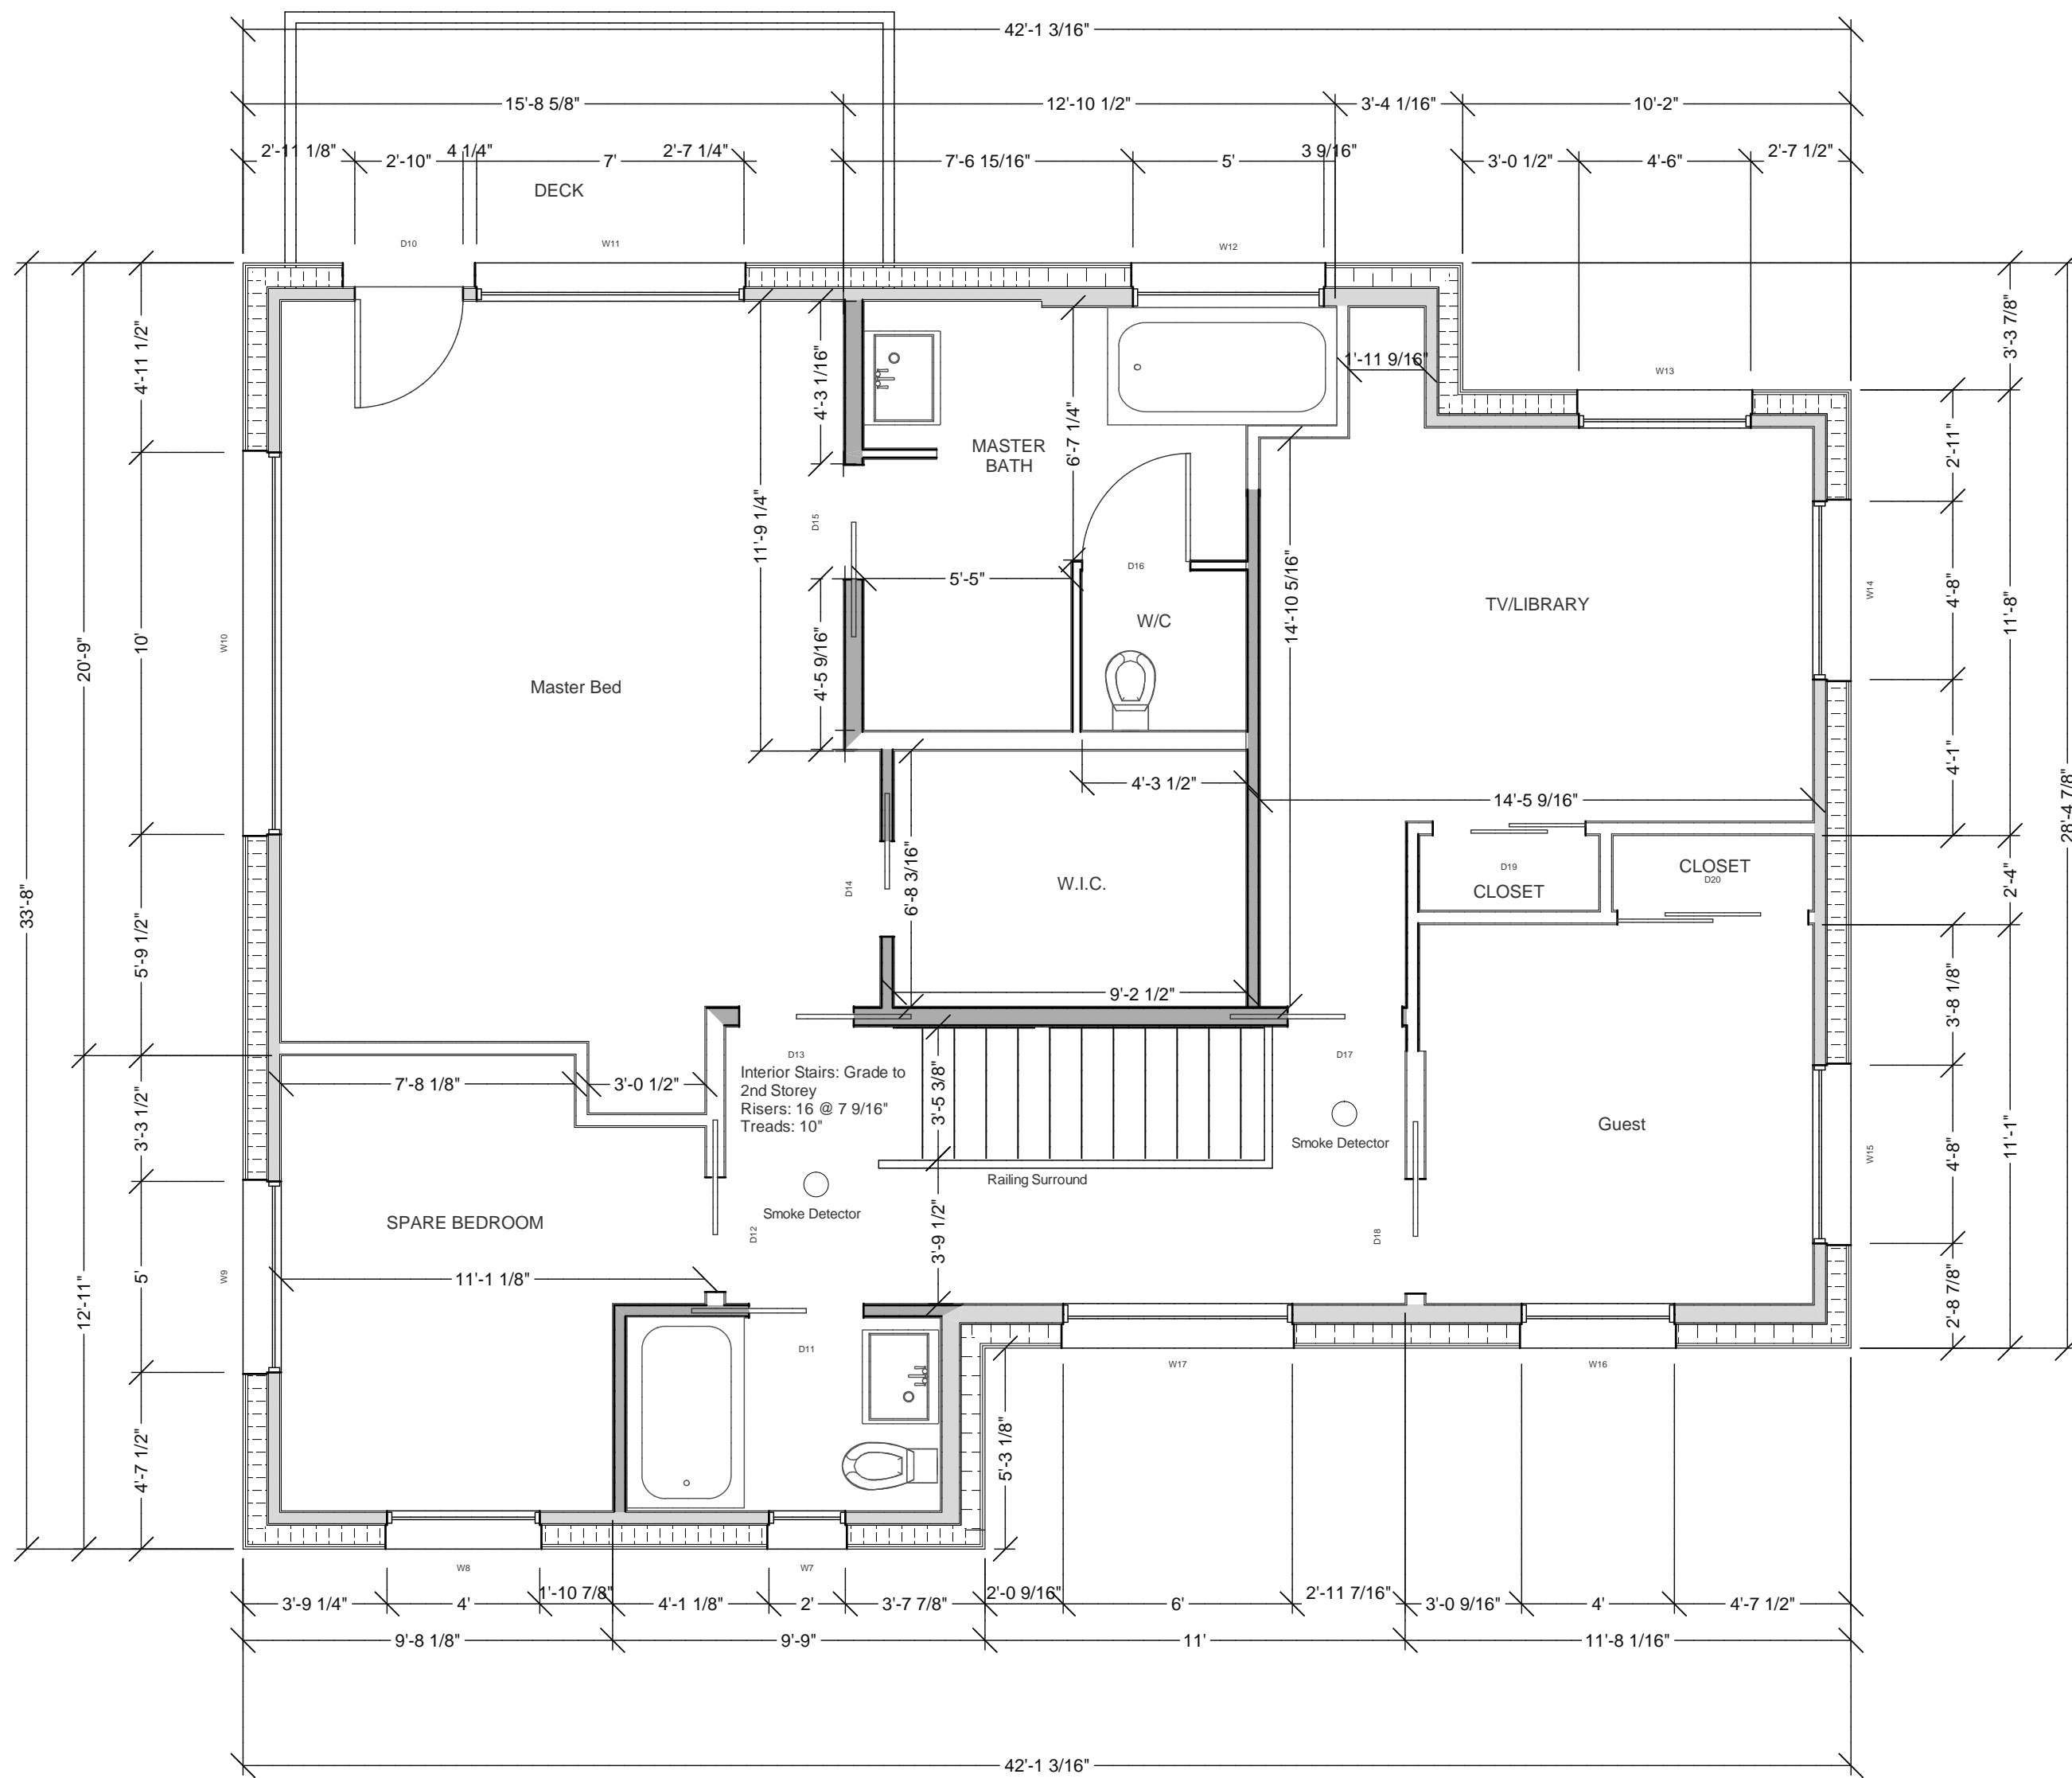 42'-1 3/16"
15'-8 5/8"
12'-10 1/2"
3'-4 1/16"
10'-2"
2'-11 1/8"
2'-10"
4 1/4"
7'
2'-7 1/4"
7'-6 15/16"
5'
3 9/16"
3'-0 1/2"
4'-6"
2'-7 1/2"
DECK
D10
W11
W12
W13
33'-8"
20'-9"
12'-11"
4'-11 1/2"
10'
5'-9 1/2"
3'-3 1/2"
5'
4'-7 1/2"
W10
W9
Master Bed
11'-9 1/4"
4'-3 1/16"
D15
4'-5 9/16"
MASTER
BATH
6'-7 1/4"
5'-5"
D16
W/C
1'-11 9/16"
14'-10 5/16"
TV/LIBRARY
4'-3 1/2"
14'-5 9/16"
D14
6'-8 3/16"
W.I.C.
9'-2 1/2"
D19
CLOSET
CLOSET
D20
W14
W15
2'-11"
4'-8"
4'-1"
3'-8 1/8"
4'-8"
2'-8 7/8"
3'-3 7/8"
11'-8"
2'-4"
11'-1"
28'-4 7/8"
7'-8 1/8"
3'-0 1/2"
D13
Interior Stairs: Grade to
2nd Storey
Risers: 16 @ 7 9/16"
Treads: 10"
3'-5 3/8"
D17
Smoke Detector
Guest
Railing Surround
SPARE BEDROOM
Smoke Detector
D12
3'-9 1/2"
D18
11'-1 1/8"
D11
W17
W16
5'-3 1/8"
W8
W7
3'-9 1/4"
4'
1'-10 7/8"
4'-1 1/8"
2'
3'-7 7/8"
2'-0 9/16"
6'
2'-11 7/16"
3'-0 9/16"
4'
4'-7 1/2"
9'-8 1/8"
9'-9"
11'
11'-8 1/16"
42'-1 3/16"